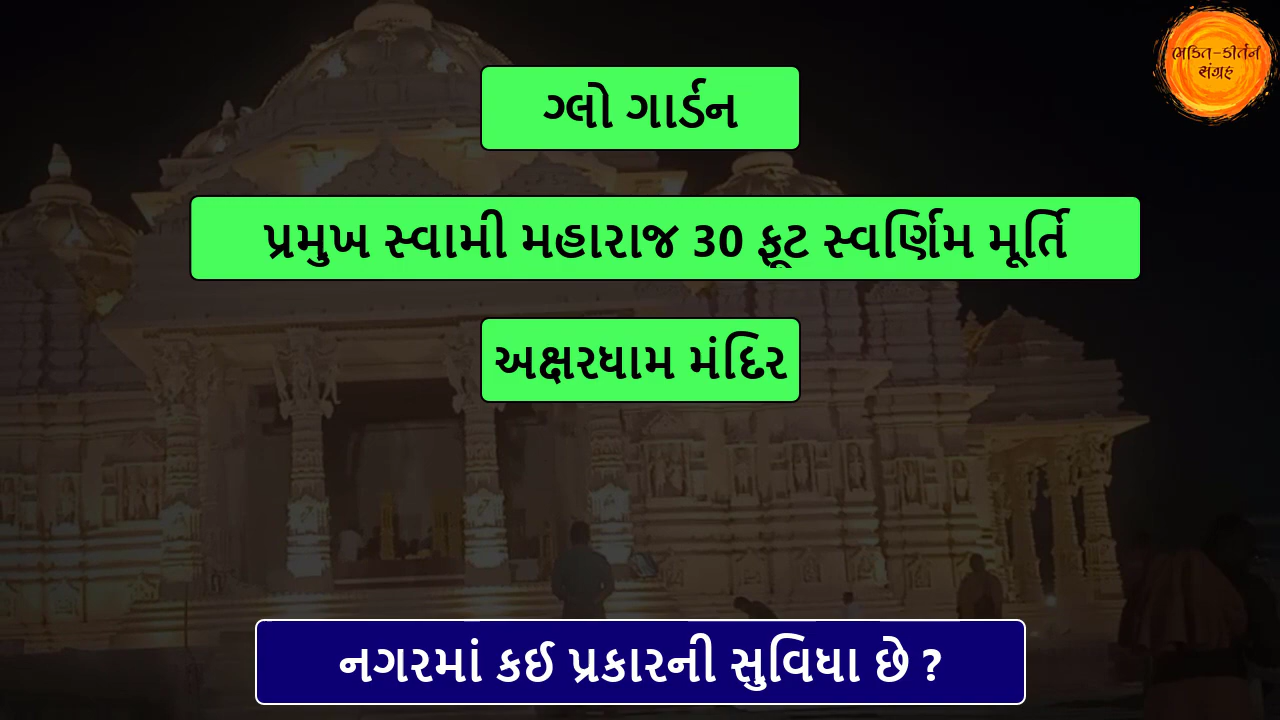 ભક્તિ-કીર્તન
સંગ્રહ
ગ્લો ગાર્ડન
પ્રમુખ સ્વામી મહારાજ 30 ફૂટ સ્વર્ણિમ મૂર્તિ
અક્ષરધામ મંદિર
નગરમાં કઈ પ્રકારની સુવિધા છે ?